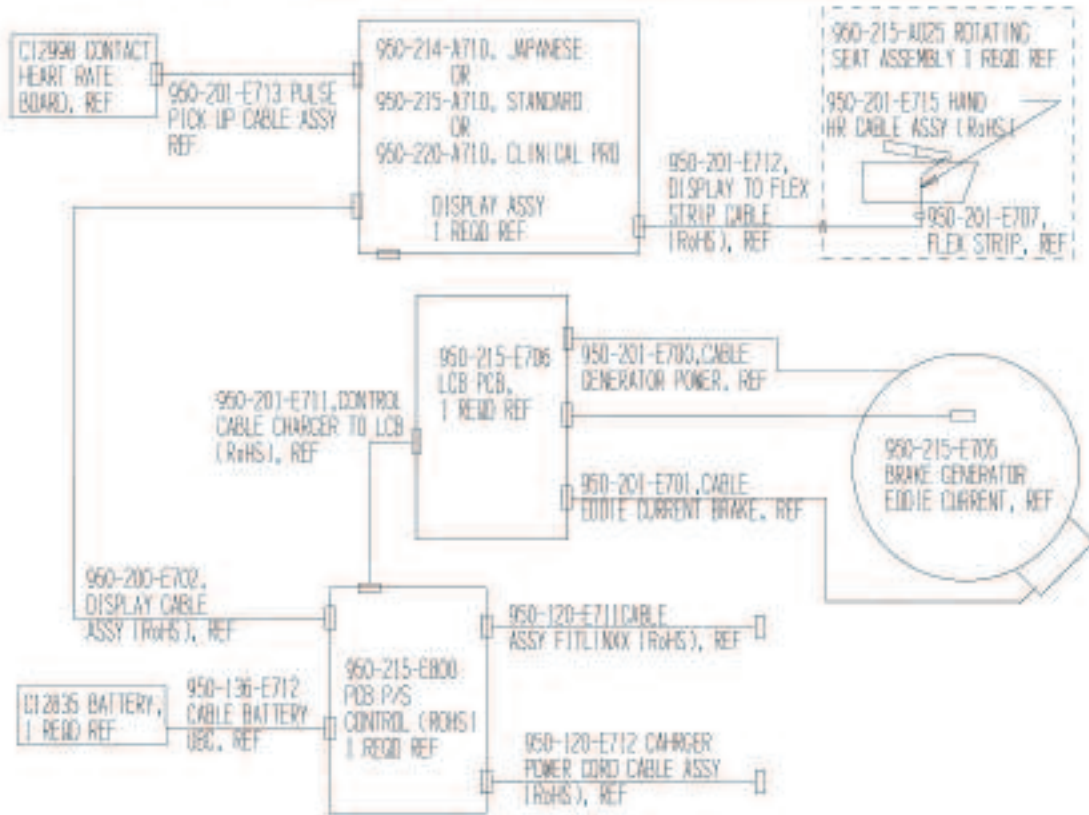 C12998 CONTACT
HEART RATE
BOARD, REF
950-201-E713 PULSE
PICK UP CABLE ASSY
REF
950-214-A710, JAPANESE
OR
950-215-A710, STANDARD
OR
950-220-A710, CLINICAL PRO
DISPLAY ASSY
1 REQD REF
950-201-E712,
DISPLAY TO FLEX
STRIP CABLE
(RoHS), REF
950-215-A025 ROTATING
SEAT ASSEMBLY 1 REQD REF
950-201-E715 HAND
HR CABLE ASSY (RoHS)
950-201-E707,
FLEX STRIP, REF
950-215-E706
LCB PCB,
1 REQD REF
950-201-E700,CABLE
GENERATOR POWER, REF
950-201-E711,CONTROL
CABLE CHARGER TO LCB
(RoHS), REF
950-215-E705
BRAKE GENERATOR
EDDIE CURRENT, REF
950-201-E701,CABLE
EDDIE CURRENT BRAKE, REF
950-200-E702,
DISPLAY CABLE
ASSY (RoHS), REF
950-120-E711CABLE
ASSY FITLINXX (RoHS), REF
950-215-E800
PCB P/S
CONTROL (ROHS)
1 REQD REF
C12835 BATTERY,
1 REQD REF
950-136-E712
CABLE BATTERY
UBC, REF
950-120-E712 CAHRGER
POWER CORD CABLE ASSY
(RoHS), REF